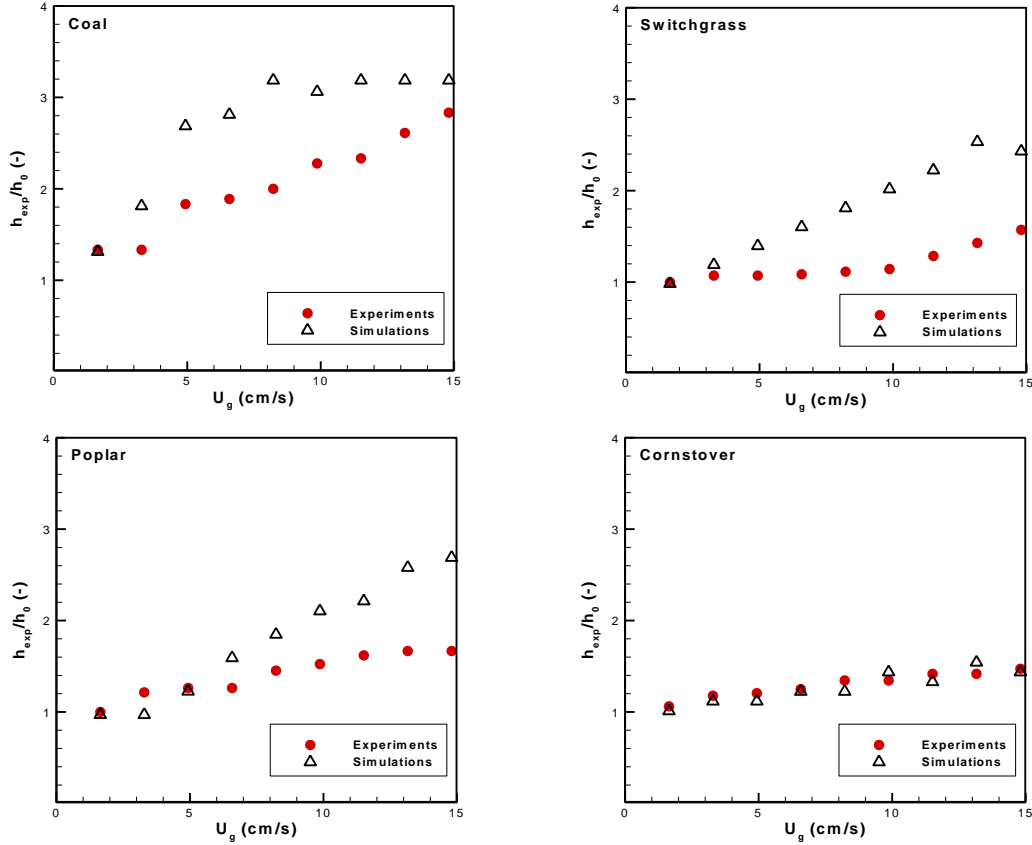 Coal
4
3
2
1
h_exp/h_0 (-)
Experiments
Simulations
0 5 10 15
U_g (cm/s)
Switchgrass
4
3
2
1
h_exp/h_0 (-)
Experiments
Simulations
0 5 10 15
U_g (cm/s)
Poplar
4
3
2
1
h_exp/h_0 (-)
Experiments
Simulations
0 5 10 15
U_g (cm/s)
Cornstover
4
3
2
1
h_exp/h_0 (-)
Experiments
Simulations
0 5 10 15
U_g (cm/s)